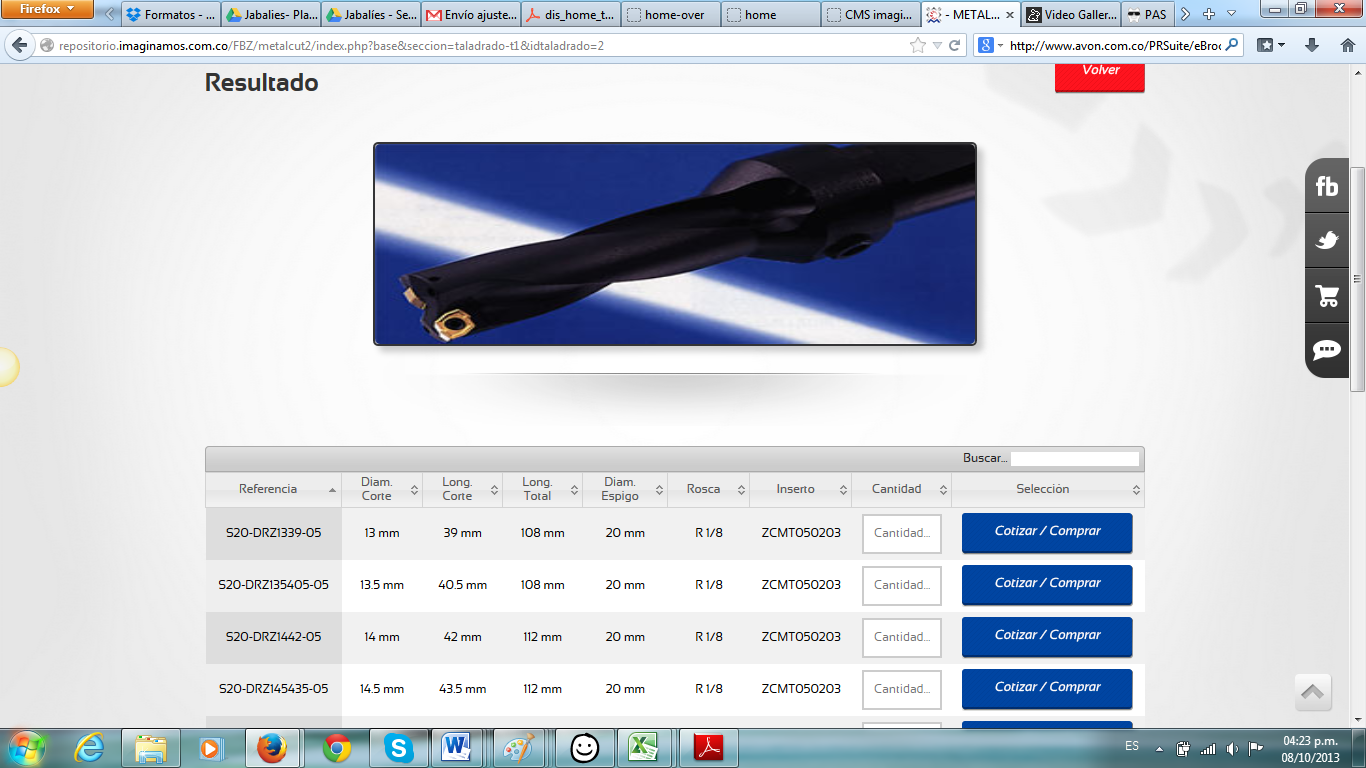 Firefox
Formatos - ...
Jabalies- Pla...
Jabalíes - Se...
Envío ajuste...
dis_home_t...
home-over
home
CMS imagi...
- METAL...
Video Galler...
PAS
repositorio.imaginamos.com.co/FBZ/metalcut2/index.php?base&seccion=taladrado-t1&idtaladrado=2
http://www.avon.com.co/PRSuite/eBroc
Resultado
Volver
fb
Buscar...
Referencia Diam. Corte Long. Corte Long. Total Diam. Espigo Rosca Inserto Cantidad Selección
S20-DRZ1339-05 13 mm 39 mm 108 mm 20 mm R 1/8 ZCMT050203 Cantidad... Cotizar / Comprar
S20-DRZ135405-05 13.5 mm 40.5 mm 108 mm 20 mm R 1/8 ZCMT050203 Cantidad... Cotizar / Comprar
S20-DRZ1442-05 14 mm 42 mm 112 mm 20 mm R 1/8 ZCMT050203 Cantidad... Cotizar / Comprar
S20-DRZ145435-05 14.5 mm 43.5 mm 112 mm 20 mm R 1/8 ZCMT050203 Cantidad... Cotizar / Comprar
ES
04:23 p.m.
08/10/2013